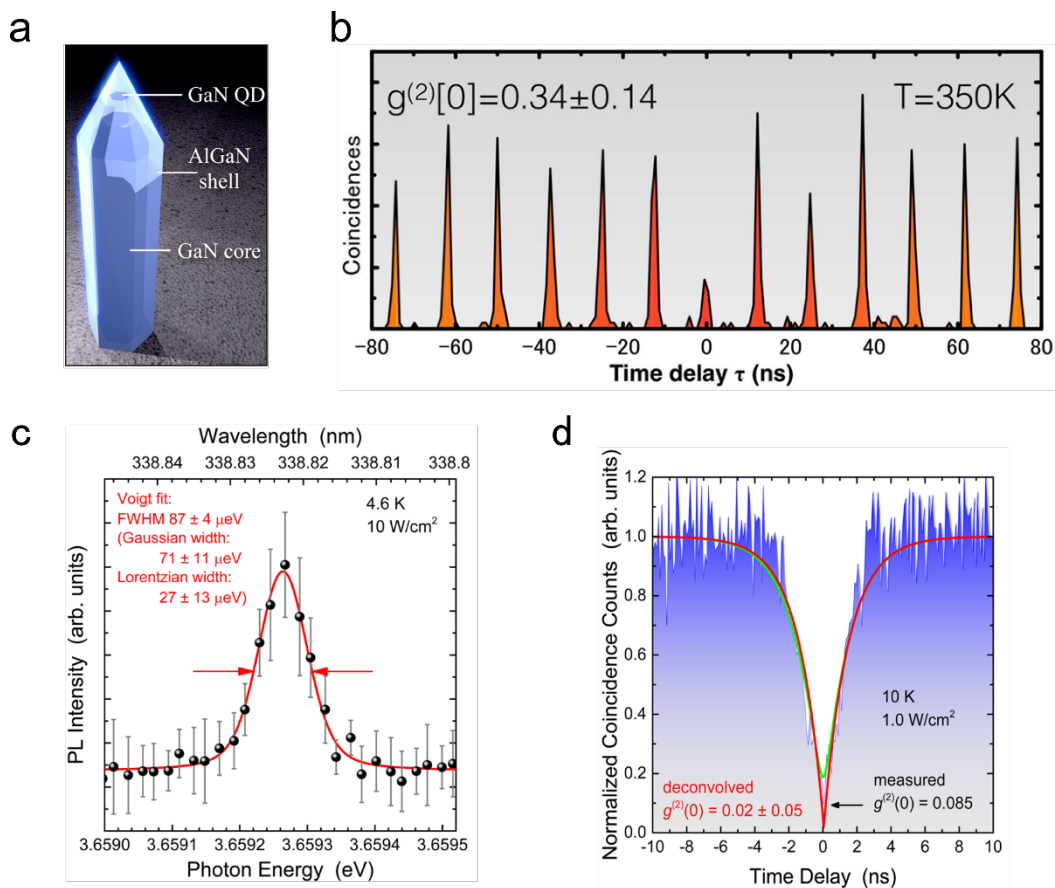 a
GaN QD
AlGaN
shell
GaN core
b
g⁽²⁾[0]=0.34±0.14
T=350K
Coincidences
−80 −60 −40 −20 0 20 40 60 80
Time delay τ (ns)
c
Wavelength (nm)
338.84 338.83 338.82 338.81 338.8
Voigt fit:
FWHM 87 ± 4 μeV
(Gaussian width:
71 ± 11 μeV
Lorentzian width:
27 ± 13 μeV)
4.6 K
10 W/cm²
PL Intensity (arb. units)
3.6590 3.6591 3.6592 3.6593 3.6594 3.6595
Photon Energy (eV)
d
Normalized Coincidence Counts (arb. units)
1.2
1.0
0.8
0.6
0.4
0.2
0.0
10 K
1.0 W/cm²
deconvolved
g⁽²⁾(0) = 0.02 ± 0.05
measured
g⁽²⁾(0) = 0.085
-10 -8 -6 -4 -2 0 2 4 6 8 10
Time Delay (ns)